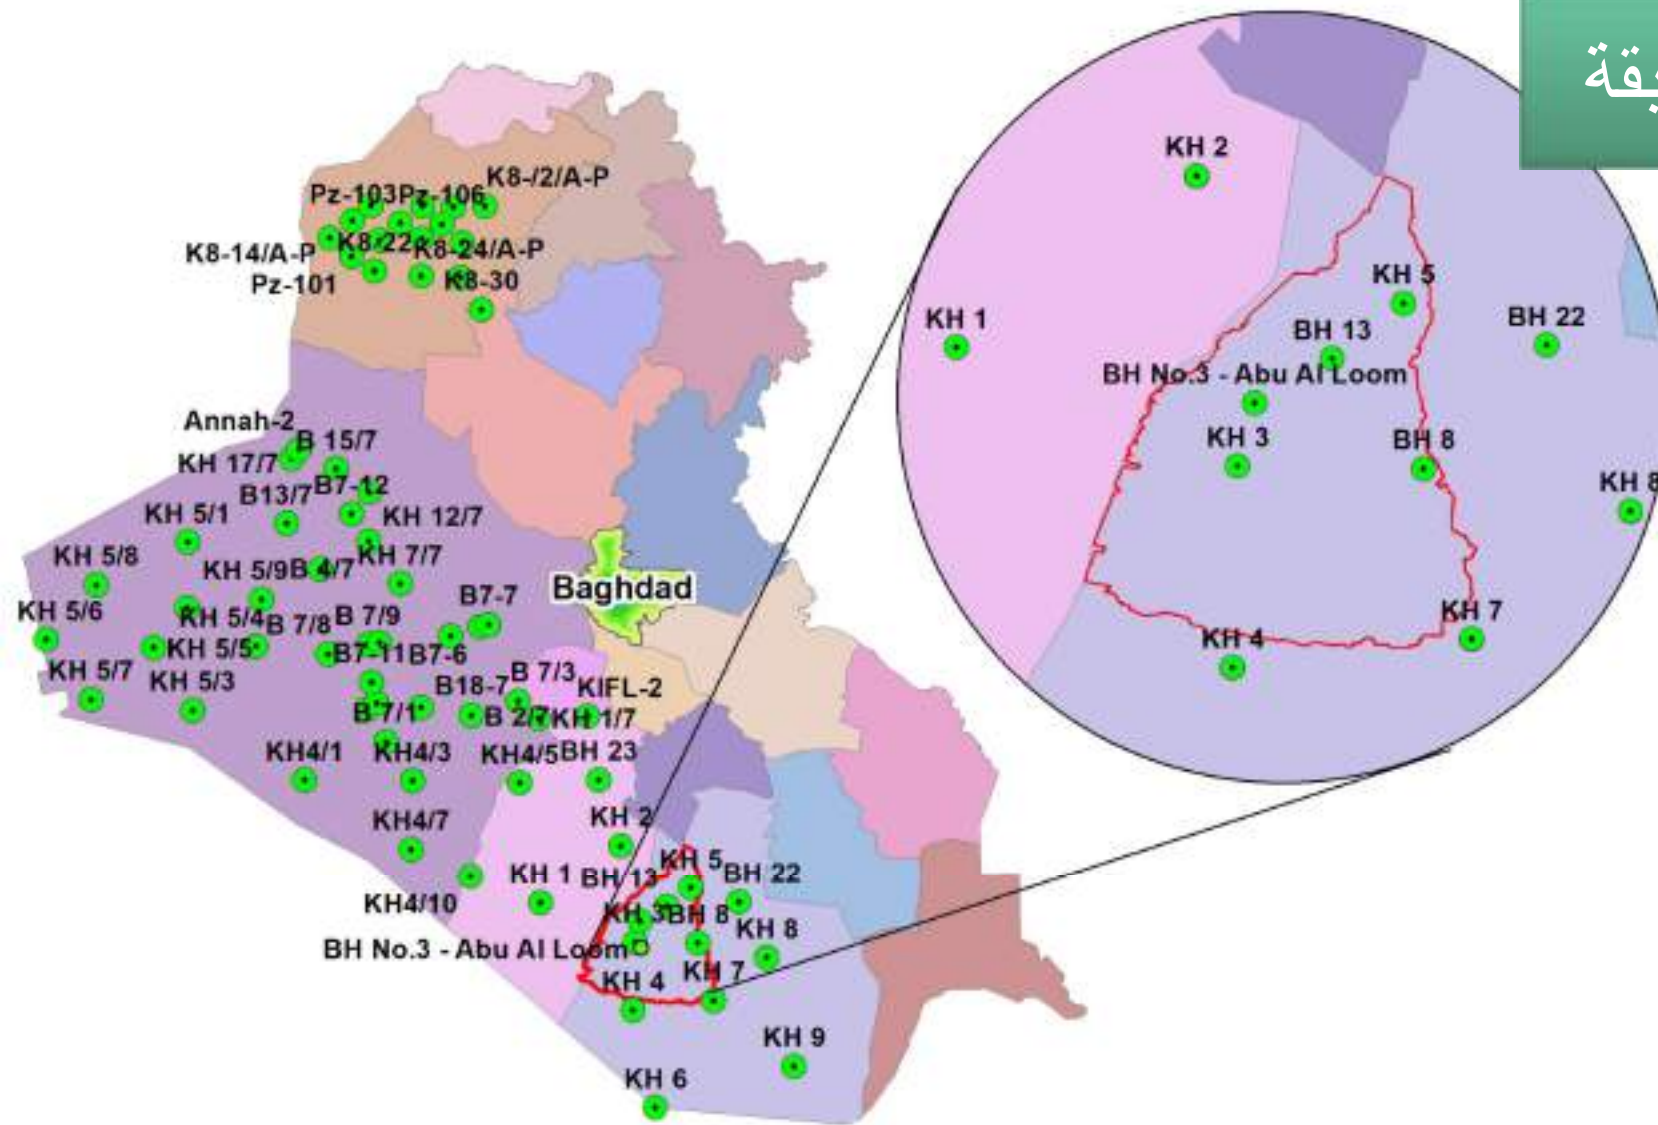 يقة
K8-/2/A-P
Pz-103
Pz-106
K8-14/A-P
K8-22
K8-24/A-P
Pz-101
K8-30
Annah-2
B 15/7
KH 17/7
B13/7
B7-12
KH 5/1
KH 12/7
KH 5/8
KH 5/9
B 4/7
KH 7/7
Baghdad
KH 5/6
KH 5/4
B 7/8
B 7/9
B7-7
KH 5/5
B7-11
B7-6
KH 5/7
KH 5/3
B18-7
B 7/3
KIFL-2
B 7/1
B 2/7
KH 1/7
KH4/1
KH4/3
KH4/5
BH 23
KH4/7
KH 2
KH4/10
KH 1
BH 13
KH 5
BH 22
KH 3
BH 8
KH 8
BH No.3 - Abu Al Loom
KH 4
KH 7
KH 9
KH 6
KH 2
KH 5
KH 1
BH 13
BH 22
BH No.3 - Abu Al Loom
KH 3
BH 8
KH 8
KH 7
KH 4